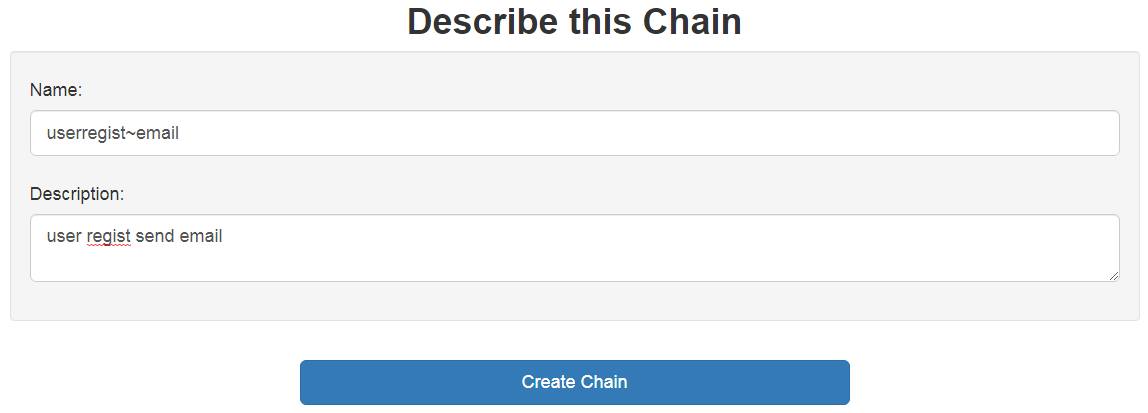 Describe this Chain
Name:
userregist~email
Description:
user regist send email
Create Chain